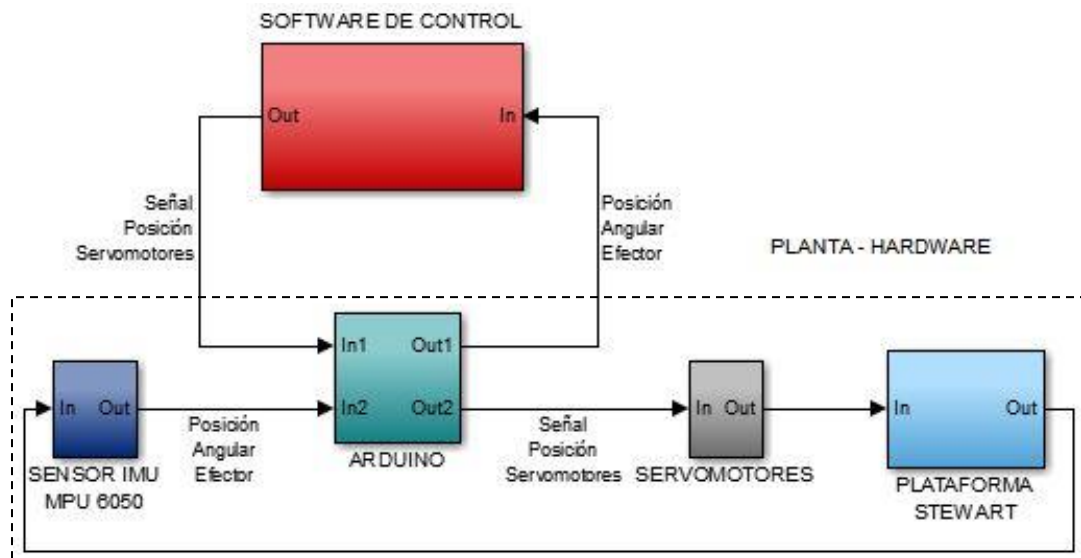 SOFTWARE DE CONTROL
Out
In
Señal
Posición
Servomotores
Posición
Angular
Efector
PLANTA - HARDWARE
In1
Out1
In2
Out2
ARDUINO
In
Out
SENSOR IMU
MPU 6050
Posición
Angular
Efector
Señal
Posición
Servomotores
In
Out
SERVOMOTORES
In
Out
PLATAFORMA
STEWART